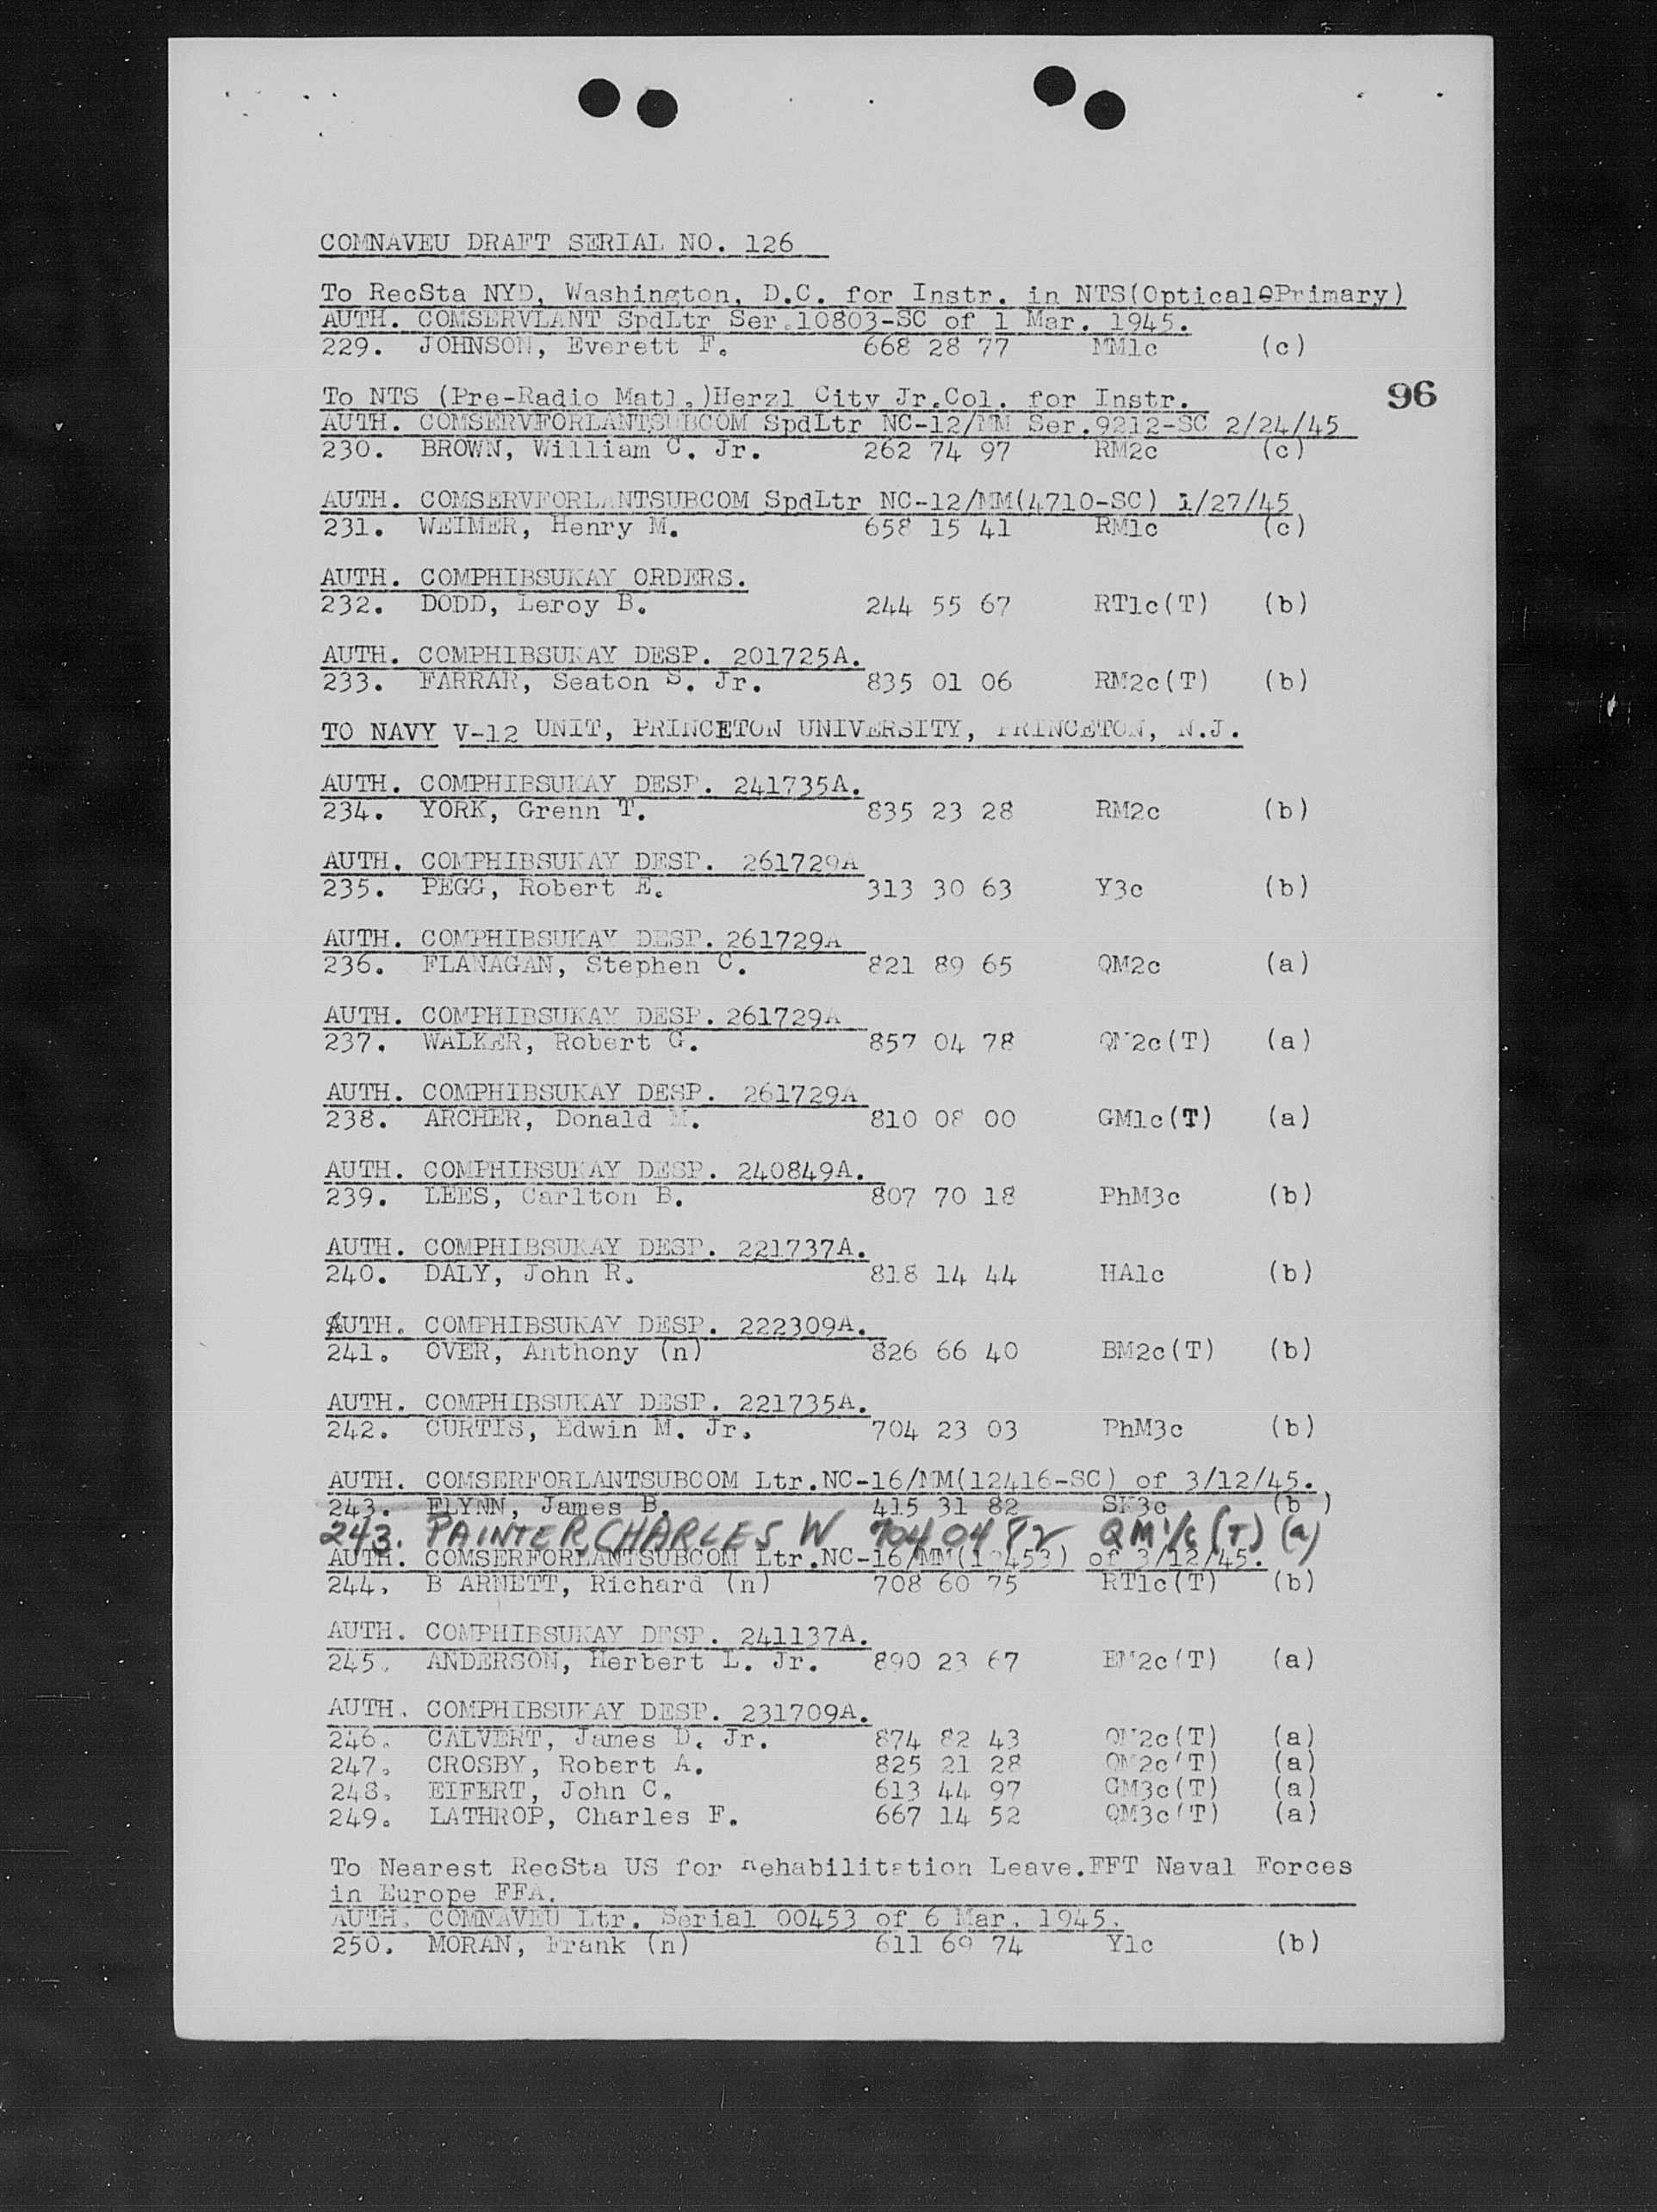 COMNAVEU DRAFT SERIAL NO. 126
To RecSta NYD, Washington, D.C. for Instr. in NTS(Optical&Primary)
AUTH. COMSERVLANT SpdLtr Ser.10803-SC of 1 Mar. 1945.
229. JOHNSON, Everett F. 668 28 77 MM1c (c)
96
To NTS (Pre-Radio Matl.)Herzl City Jr.Col. for Instr.
AUTH. COMSERVFORLANTSUBCOM SpdLtr NC-12/MM Ser.9212-SC 2/24/45
230. BROWN, William C. Jr. 262 74 97 RM2c (c)
AUTH. COMSERVFORLANTSUBCOM SpdLtr NC-12/MM(4710-SC) 1/27/45
231. WEIMER, Henry M. 658 15 41 RM1c (c)
AUTH. COMPHIBSUKAY ORDERS.
232. DODD, Leroy B. 244 55 67 RT1c(T) (b)
AUTH. COMPHIBSUKAY DESP. 201725A.
233. FARRAR, Seaton S. Jr. 835 01 06 RM2c(T) (b)
TO NAVY V-12 UNIT, PRINCETON UNIVERSITY, PRINCETON, N.J.
AUTH. COMPHIBSUKAY DESP. 241735A.
234. YORK, Grenn T. 835 23 28 RM2c (b)
AUTH. COMPHIBSUKAY DESP. 261729A
235. PEGG, Robert E. 313 30 63 Y3c (b)
AUTH. COMPHIBSUKAY DESP. 261729A
236. FLANAGAN, Stephen C. 821 89 65 QM2c (a)
AUTH. COMPHIBSUKAY DESP. 261729A
237. WALKER, Robert G. 857 04 78 QM2c(T) (a)
AUTH. COMPHIBSUKAY DESP. 261729A
238. ARCHER, Donald M. 810 08 00 GM1c(T) (a)
AUTH. COMPHIBSUKAY DESP. 240849A.
239. LEES, Carlton B. 807 70 18 PhM3c (b)
AUTH. COMPHIBSUKAY DESP. 221737A.
240. DALY, John R. 818 14 44 HA1c (b)
AUTH. COMPHIBSUKAY DESP. 222309A.
241. OVER, Anthony (n) 826 66 40 BM2c(T) (b)
AUTH. COMPHIBSUKAY DESP. 221735A.
242. CURTIS, Edwin M. Jr. 704 23 03 PhM3c (b)
AUTH. COMSERFORLANTSUBCOM Ltr.NC-16/MM(12416-SC) of 3/12/45.
243. FLYNN, James B. 415 31 82 SK3c (b )
243. PAINTER, CHARLES W 704 04 82 QM1/c (T) (a)
AUTH. COMSERFORLANTSUBCOM Ltr.NC-16/MM(12453) of 3/12/45.
244. B ARNETT, Richard (n) 708 60 75 RT1c(T) (b)
AUTH. COMPHIBSUKAY DESP. 241137A.
245. ANDERSON, Herbert L. Jr. 890 23 67 EM2c(T) (a)
AUTH. COMPHIBSUKAY DESP. 231709A.
246. CALVERT, James D. Jr. 874 82 43 QM2c(T) (a)
247. CROSBY, Robert A. 825 21 28 QM2c(T) (a)
248. EIFERT, John C. 613 44 97 GM3c(T) (a)
249. LATHROP, Charles F. 667 14 52 QM3c(T) (a)
To Nearest RecSta US for Rehabilitation Leave.FFT Naval Forces
in Europe FFA.
AUTH. COMNAVEU Ltr. Serial 00453 of 6 Mar. 1945.
250. MORAN, Frank (n) 611 69 74 Y1c (b)